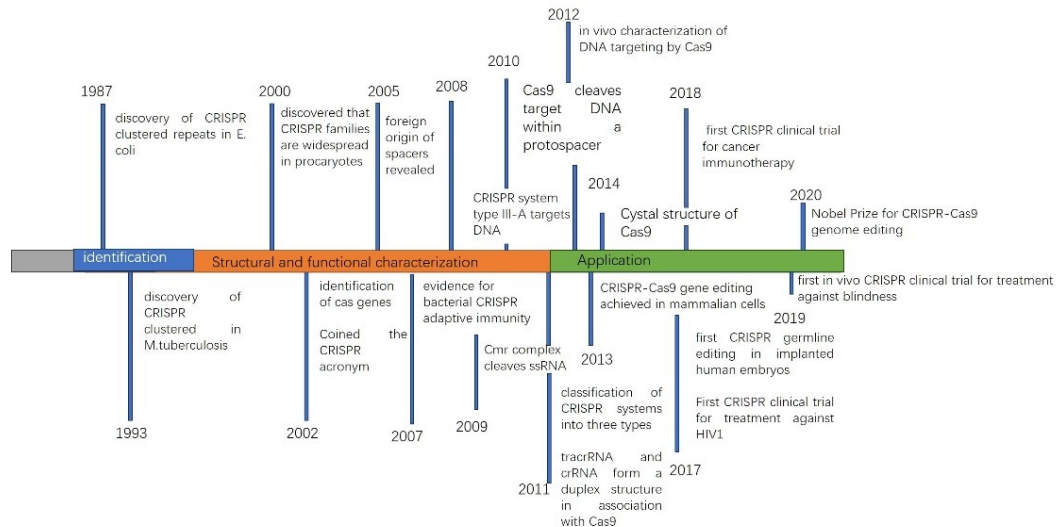 2012
in vivo characterization of
DNA targeting by Cas9
1987
discovery of CRISPR
clustered repeats in E.
coli
2000
discovered that
CRISPR families
are widespread
in procaryotes
2005
foreign
origin of
spacers
revealed
2008
2010
CRISPR system
type III-A targets
DNA
Cas9 cleaves
target DNA
within a
protospacer
2014
Cystal structure of
Cas9
2018
first CRISPR clinical trial
for cancer
immunotherapy
2020
Nobel Prize for CRISPR-Cas9
genome editing
identification
Structural and functional characterization
Application
discovery of
CRISPR
clustered in
M.tuberculosis
1993
identification
of cas genes
Coined the
CRISPR
acronym
2002
evidence for
bacterial CRISPR
adaptive immunity
2007
Cmr complex
cleaves ssRNA
2009
classification of
CRISPR systems
into three types
tracrRNA and
crRNA form a
duplex structure
in association
with Cas9
2011
CRISPR-Cas9 gene editing
achieved in mammalian cells
2013
first CRISPR germline
editing in implanted
human embryos
First CRISPR clinical trial
for treatment against
HIV1
2017
first in vivo CRISPR clinical trial for treatment
against blindness
2019